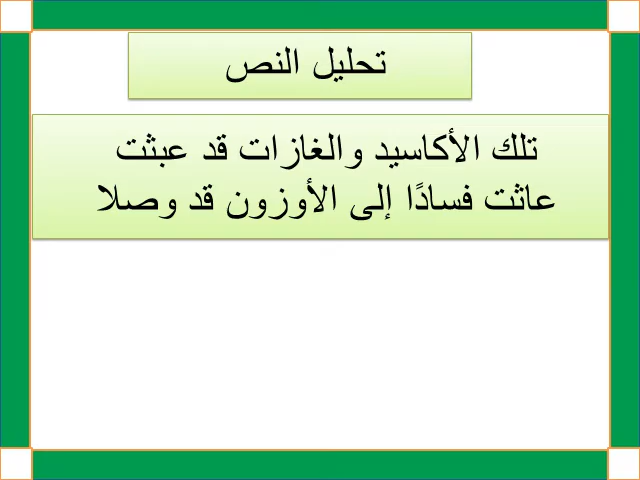 تحليل النص
تلك الأكاسيد والغازات قد عبثت
عاثت فسادًا إلى الأوزون قد وصلا